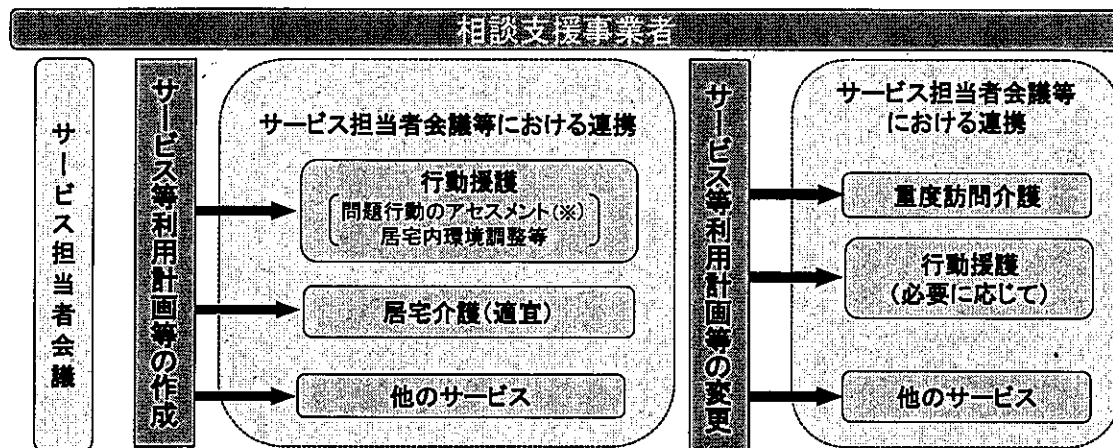 相談支援事業者
サービス担当者会議
サービス等利用計画等の作成
サービス担当者会議等における連携
行動援護
問題行動のアセスメント(※)
居宅内環境調整等
居宅介護(適宜)
他のサービス
サービス等利用計画等の変更
サービス担当者会議等
における連携
重度訪問介護
行動援護
(必要に応じて)
他のサービス